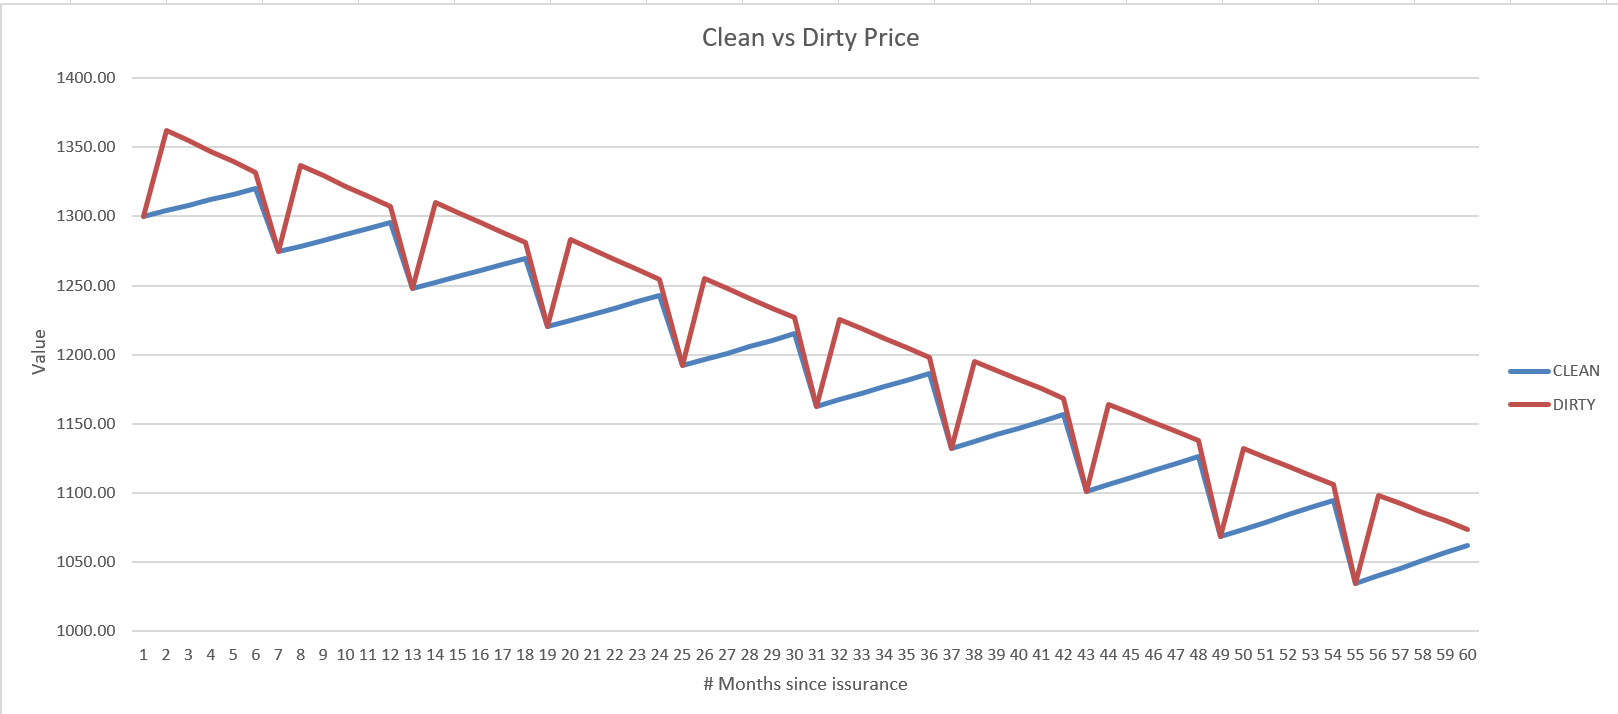 Clean vs Dirty Price
1400.00
1350.00
1300.00
1250.00
1200.00
1150.00
1100.00
1050.00
1000.00
Value
CLEAN
DIRTY
1 2 3 4 5 6 7 8 9 10 11 12 13 14 15 16 17 18 19 20 21 22 23 24 25 26 27 28 29 30 31 32 33 34 35 36 37 38 39 40 41 42 43 44 45 46 47 48 49 50 51 52 53 54 55 56 57 58 59 60
# Months since issurance